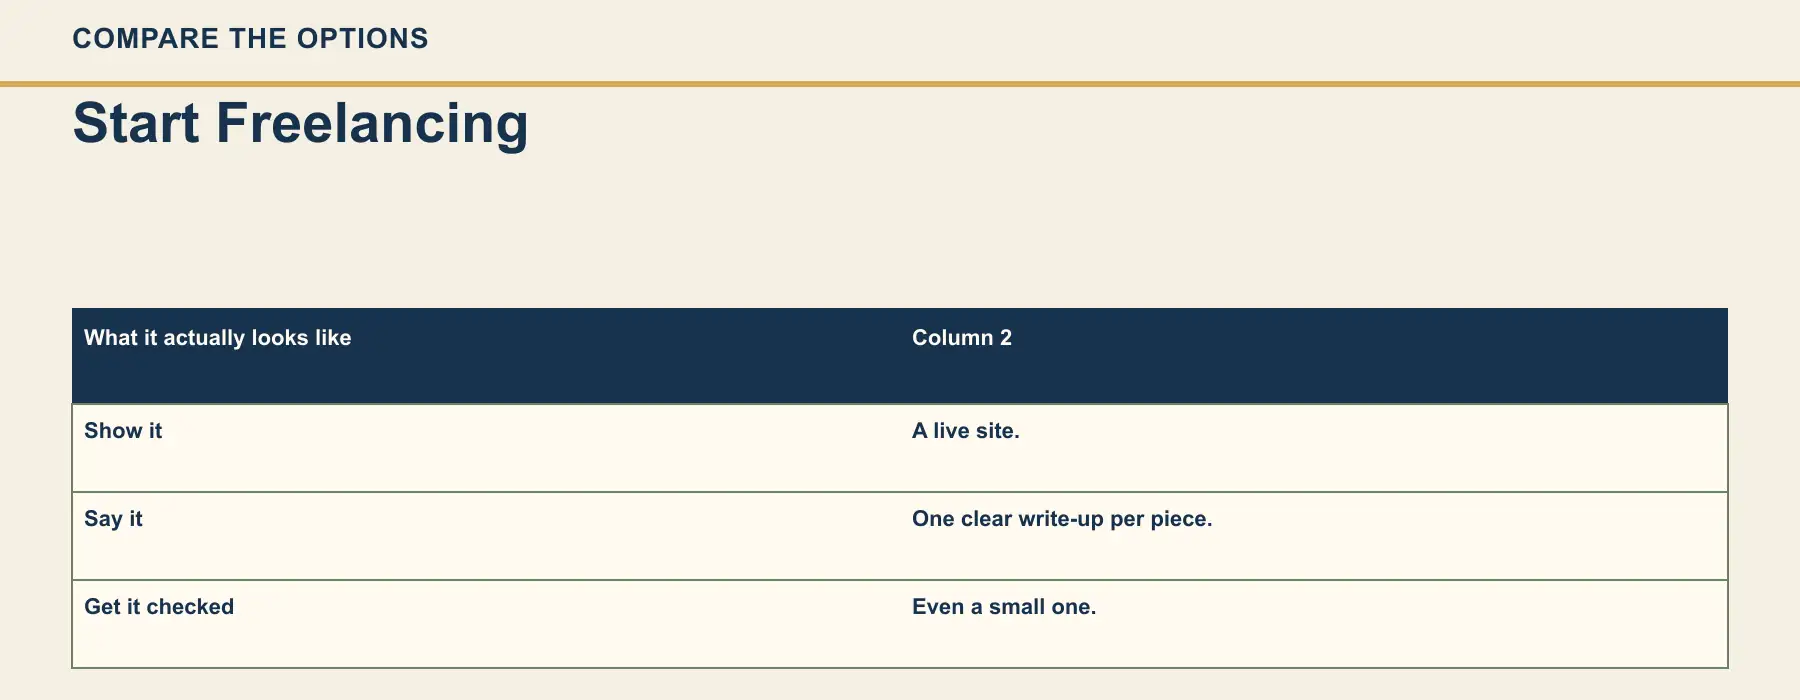 COMPARE THE OPTIONS
Start Freelancing
What it actually looks like Column 2
Show it A live site.
Say it One clear write-up per piece.
Get it checked Even a small one.